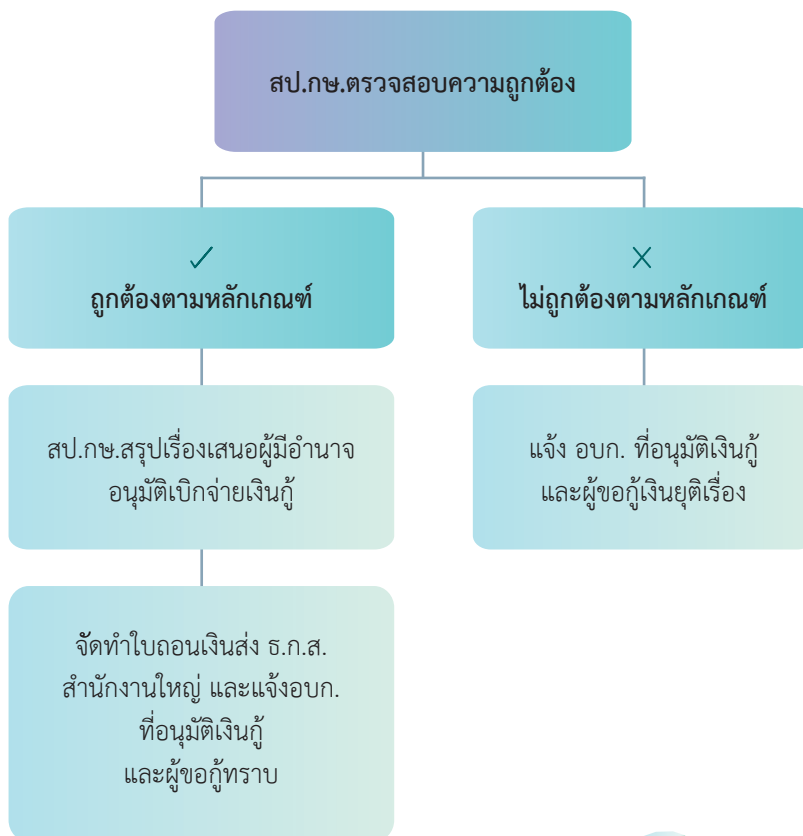 สป.กษ.ตรวจสอบความถูกต้อง
✓
ถูกต้องตามหลักเกณฑ์
สป.กษ.สรุปเรื่องเสนอผู้มีอำนาจ
อนุมัติเบิกจ่ายเงินกู้
จัดทำใบถอนเงินส่ง ธ.ก.ส.
สำนักงานใหญ่ และแจ้งอบก.
ที่อนุมัติเงินกู้
และผู้ขอกู้ทราบ
✕
ไม่ถูกต้องตามหลักเกณฑ์
แจ้ง อบก. ที่อนุมัติเงินกู้
และผู้ขอกู้เงินยุติเรื่อง